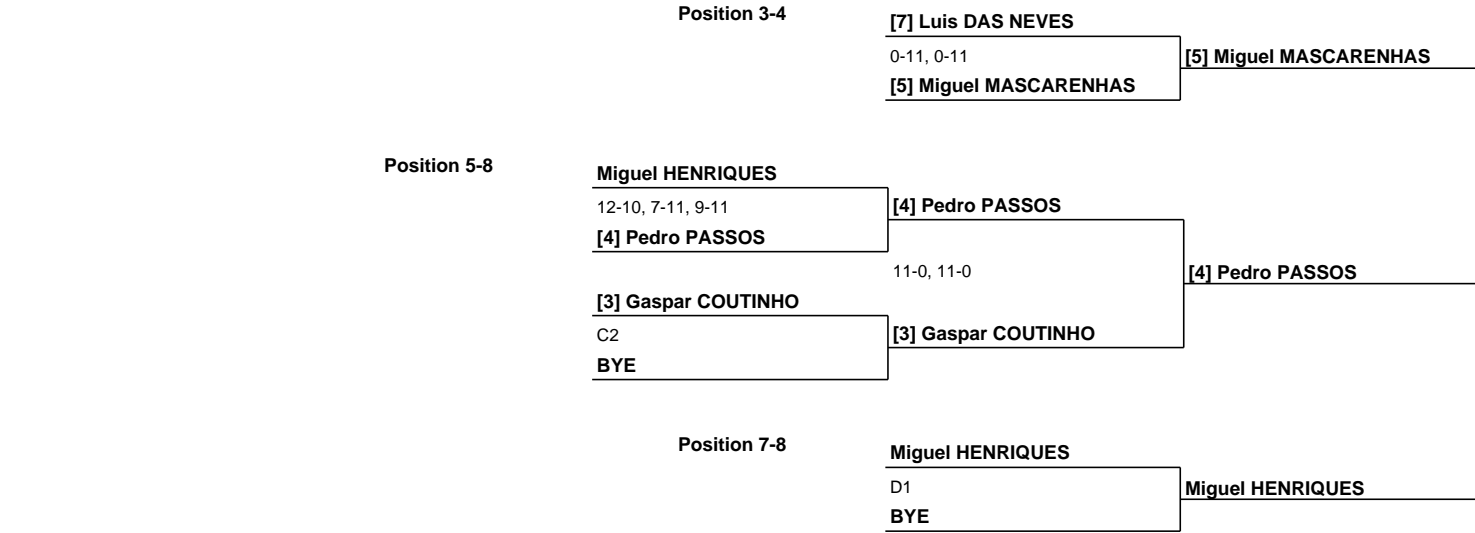 Position 3-4
[7] Luis DAS NEVES
0-11, 0-11
[5] Miguel MASCARENHAS
[5] Miguel MASCARENHAS
Position 5-8
Miguel HENRIQUES
12-10, 7-11, 9-11
[4] Pedro PASSOS
[4] Pedro PASSOS
11-0, 11-0
[4] Pedro PASSOS
[3] Gaspar COUTINHO
C2
[3] Gaspar COUTINHO
BYE
Position 7-8
Miguel HENRIQUES
D1
Miguel HENRIQUES
BYE